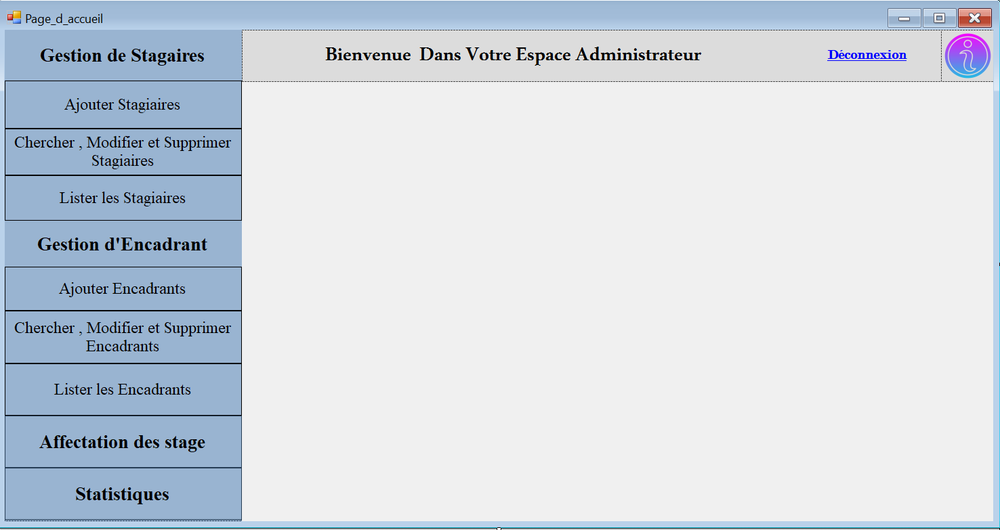 Page_d_accueil
Gestion de Stagaires
Bienvenue  Dans Votre Espace Administrateur
Déconnexion
Ajouter Stagiaires
Chercher , Modifier et Supprimer
Stagiaires
Lister les Stagiaires
Gestion d'Encadrant
Ajouter Encadrants
Chercher , Modifier et Supprimer
Encadrants
Lister les Encadrants
Affectation des stage
Statistiques